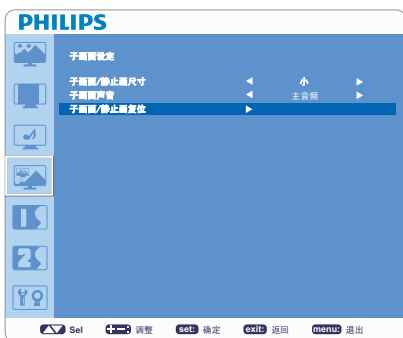 PHILIPS
子画面设定
子画面/静止画尺寸 ◀ 小 ▶
子画面声音 ◀ 主音频 ▶
子画面/静止画复位 ▶
Sel 调整 set: 确定 exit: 返回 menu: 退出